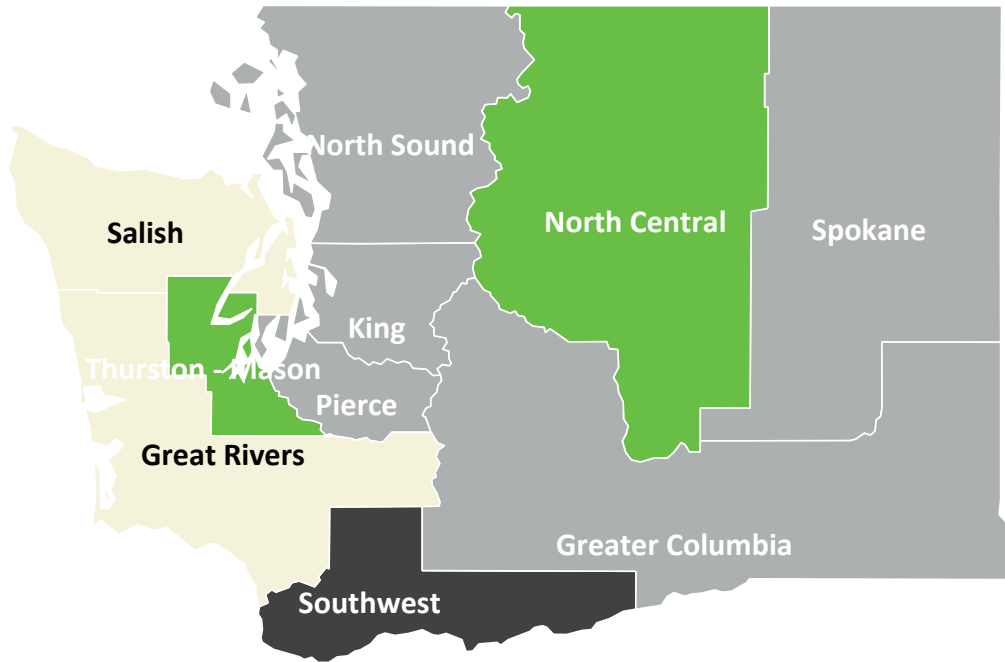 North Sound
North Central
Spokane
Salish
King
Thurston - Mason
Pierce
Great Rivers
Greater Columbia
Southwest